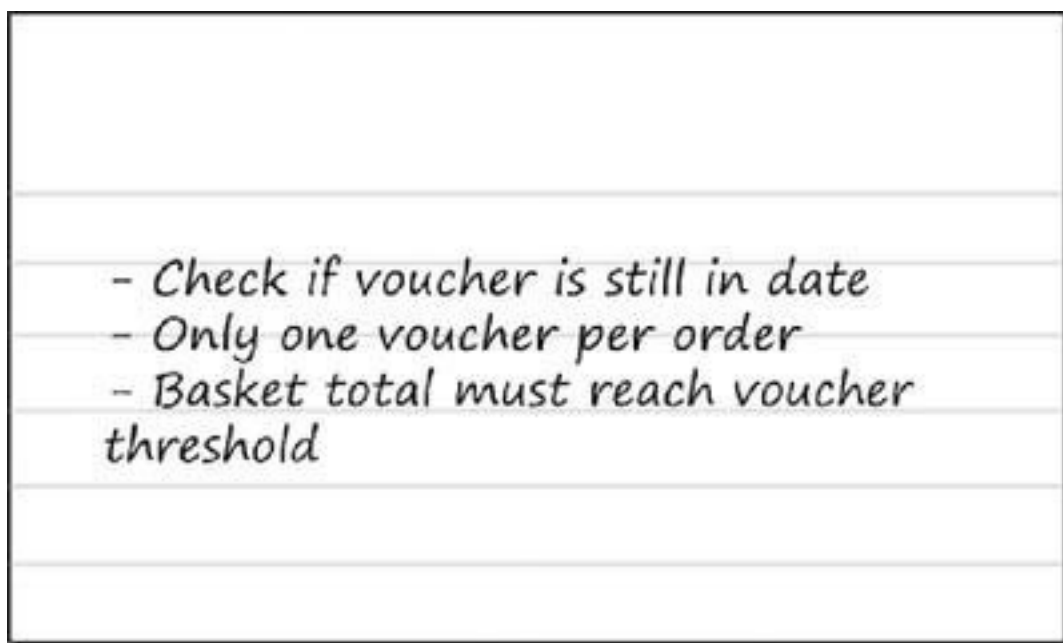 - Check if voucher is still in date
- Only one voucher per order
- Basket total must reach voucher
threshold